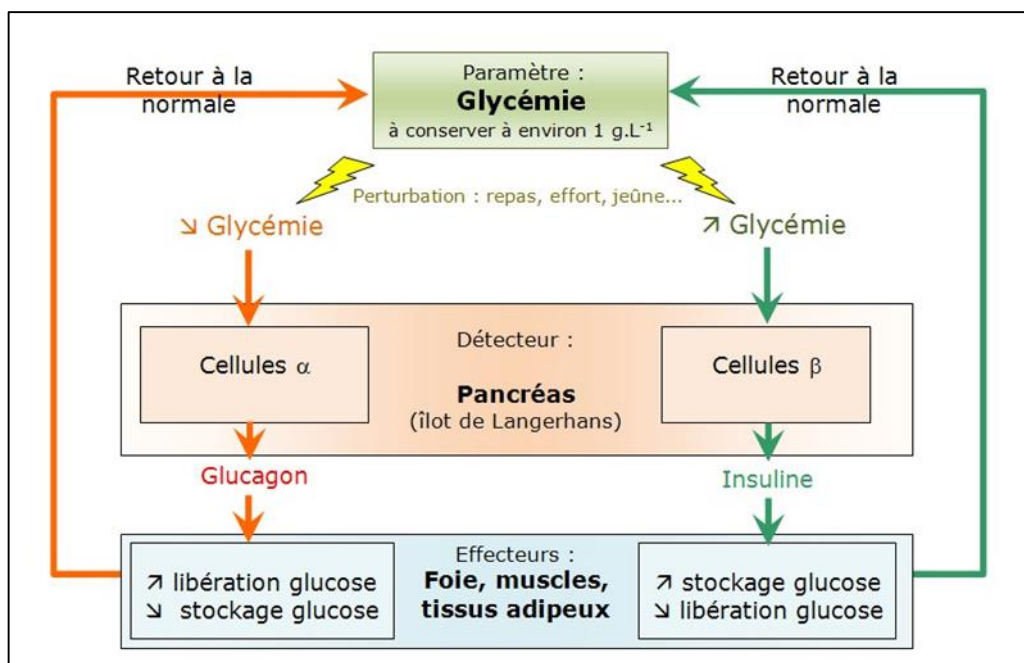 Retour à la
normale
Paramètre :
Glycémie
à conserver à environ 1 g.L⁻¹
Retour à la
normale
Perturbation : repas, effort, jeûne...
↘ Glycémie
↗ Glycémie
Cellules α
Détecteur :
Pancréas
(îlot de Langerhans)
Cellules β
Glucagon
Insuline
↗ libération glucose
↘ stockage glucose
Effecteurs :
Foie, muscles,
tissus adipeux
↗ stockage glucose
↘ libération glucose